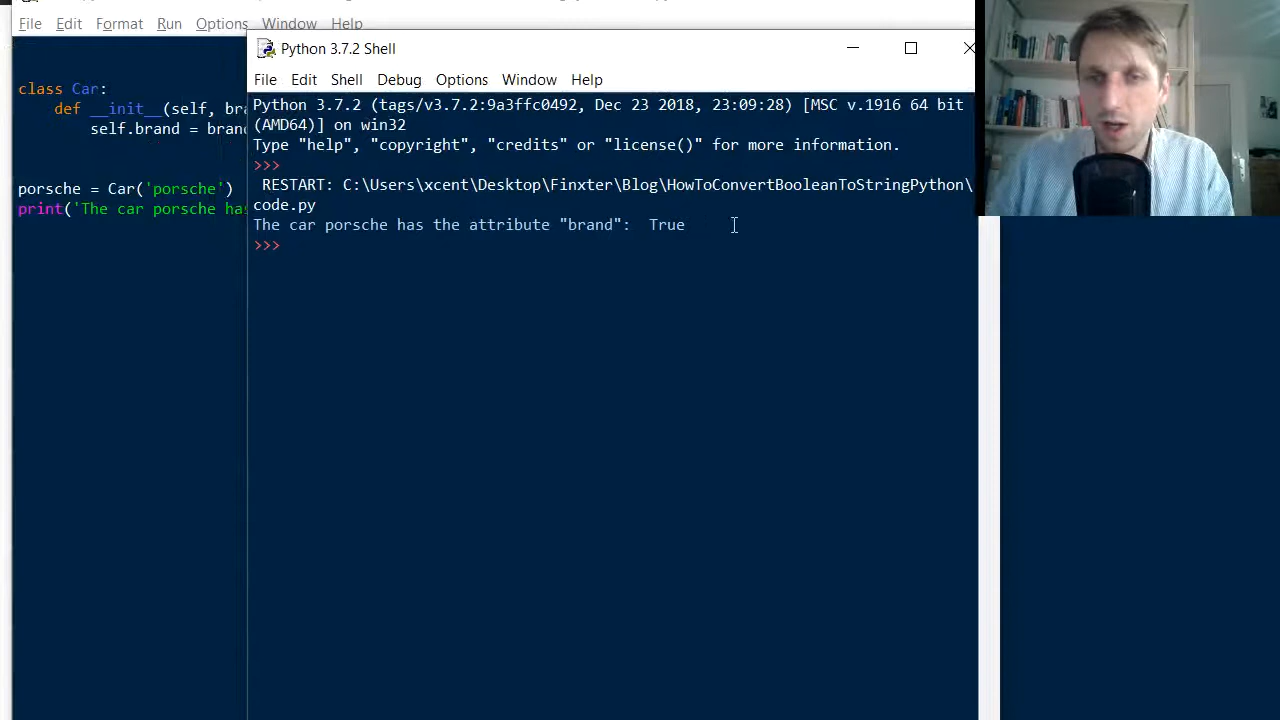 File Edit Format Run Options Window Help
class Car:
def __init__(self, bra
self.brand = brand
porsche = Car('porsche')
print('The car porsche has
Python 3.7.2 Shell
File Edit Shell Debug Options Window Help
Python 3.7.2 (tags/v3.7.2:9a3ffc0492, Dec 23 2018, 23:09:28) [MSC v.1916 64 bit
(AMD64)] on win32
Type "help", "copyright", "credits" or "license()" for more information.
>>>
RESTART: C:\Users\xcent\Desktop\Finxter\Blog\HowToConvertBooleanToStringPython\
code.py
The car porsche has the attribute "brand":  True
>>>